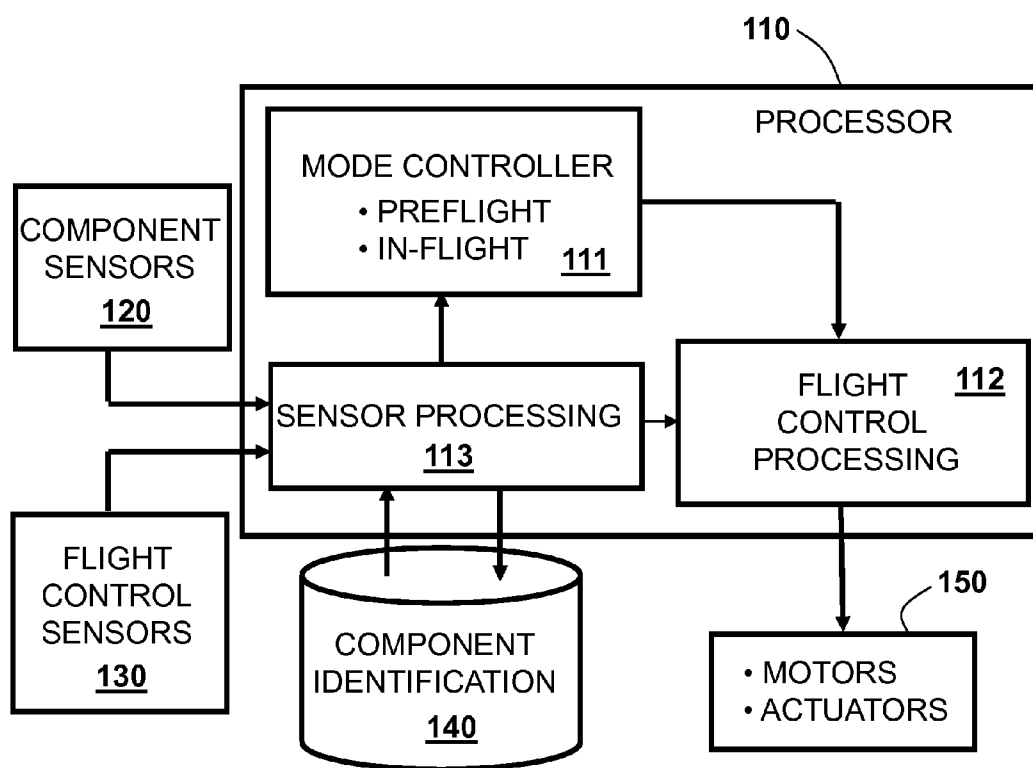 110
PROCESSOR
MODE CONTROLLER
• PREFLIGHT
• IN-FLIGHT
111
COMPONENT
SENSORS
120
SENSOR PROCESSING
113
FLIGHT
CONTROL
PROCESSING
112
FLIGHT
CONTROL
SENSORS
130
COMPONENT
IDENTIFICATION
140
150
• MOTORS
• ACTUATORS